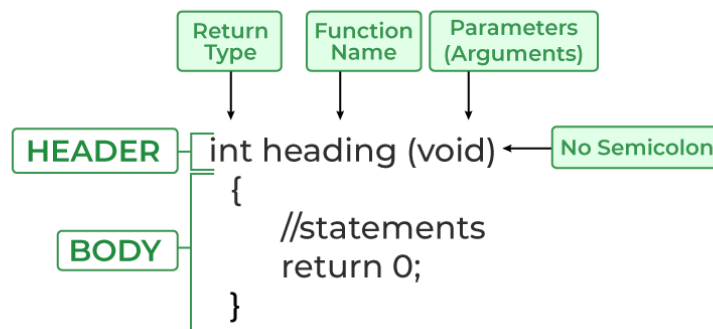 Return
Type
Function
Name
Parameters
(Arguments)
HEADER
int heading (void)
No Semicolon
{
//statements
BODY
return 0;
}